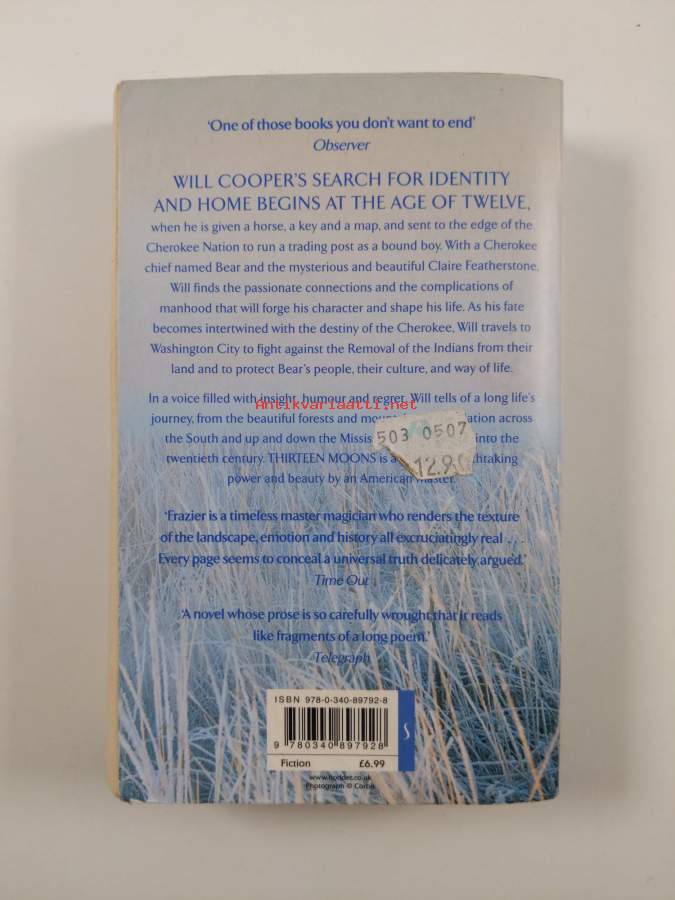 ‘One of those books you don’t want to end’
Observer
WILL COOPER’S SEARCH FOR IDENTITY
AND HOME BEGINS AT THE AGE OF TWELVE,
when he is given a horse, a key and a map, and sent to the edge of the
Cherokee Nation to run a trading post as a bound boy. With a Cherokee
chief named Bear and the mysterious and beautiful Claire Featherstone,
Will finds the passionate connections and the complications of
manhood that will forge his character and shape his life. As his fate
becomes intertwined with the destiny of the Cherokee, Will travels to
Washington City to fight against the Removal of the Indians from their
land and to protect Bear’s people, their culture, and way of life.
In a voice filled with insight, humour and regret, Will tells of a long life’s
Antikvariaatti.net
journey, from the beautiful forests and across
503 0507
the South and up and down the into the
twentieth century. THIRTEEN MOONS is a
12.90
power and beauty by an American master.
‘Frazier is a timeless master magician who renders the texture
of the landscape, emotion and history all excruciatingly real . . .
Every page seems to conceal a universal truth delicately argued.’
Time Out
‘A novel whose prose is so carefully wrought that it reads
like fragments of a long poem.’
Telegraph
ISBN 978-0-340-89792-8
9 780340 897928
Fiction £6.99
www.hodder.co.uk
Photograph © Corbis